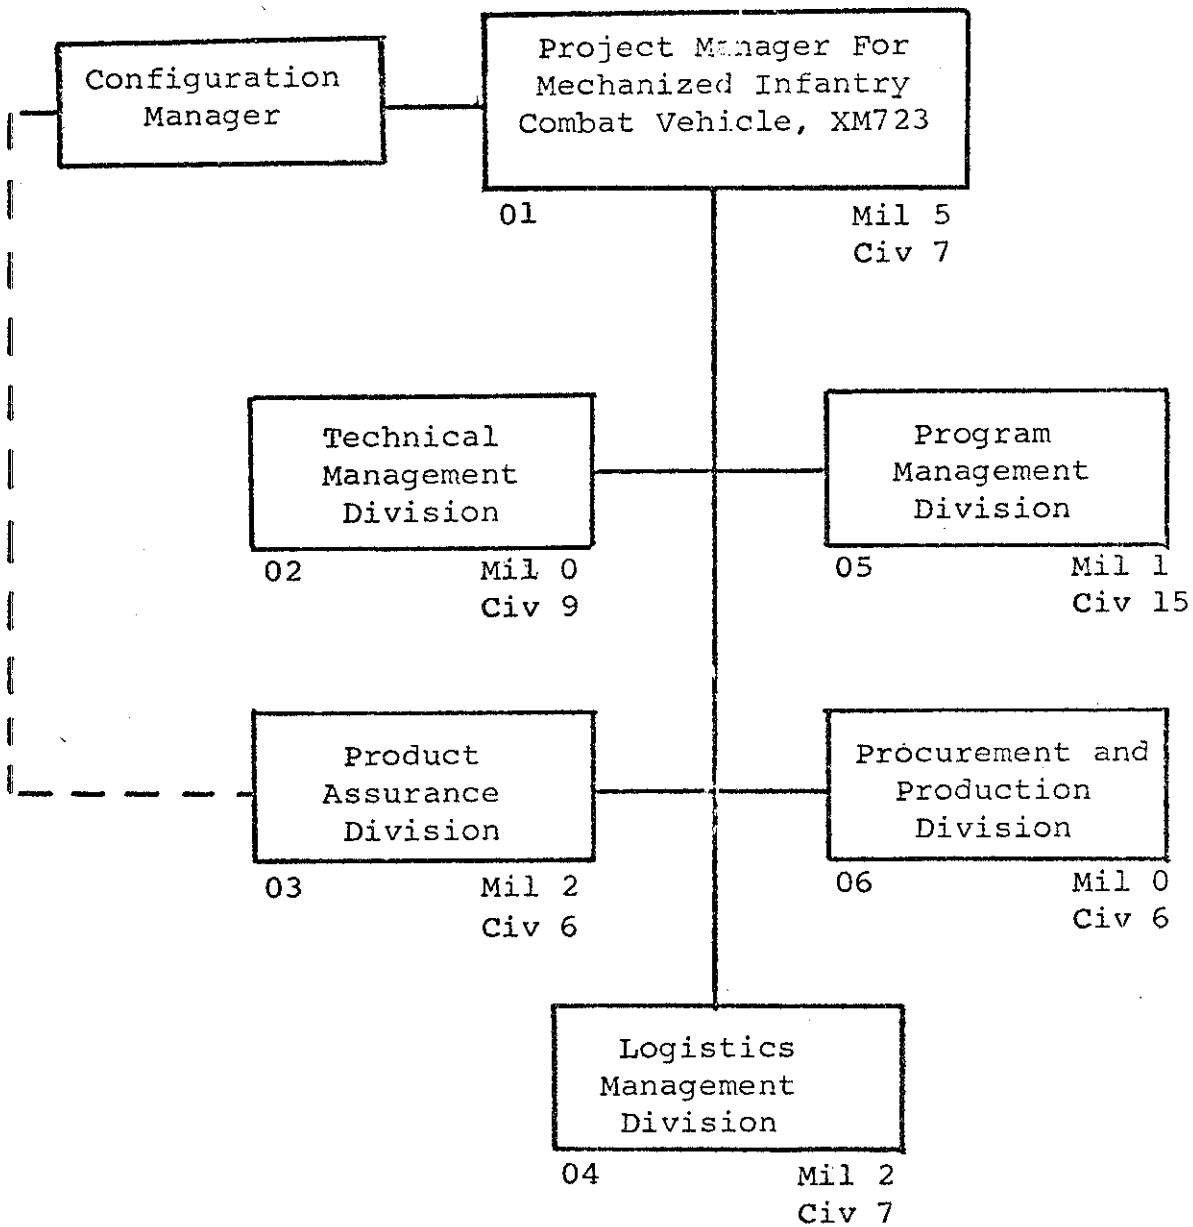 Configuration
Manager
Project Manager For
Mechanized Infantry
Combat Vehicle, XM723
01
Mil 5
Civ 7
Technical
Management
Division
02
Mil 0
Civ 9
Program
Management
Division
05
Mil 1
Civ 15
Product
Assurance
Division
03
Mil 2
Civ 6
Procurement and
Production
Division
06
Mil 0
Civ 6
Logistics
Management
Division
04
Mil 2
Civ 7